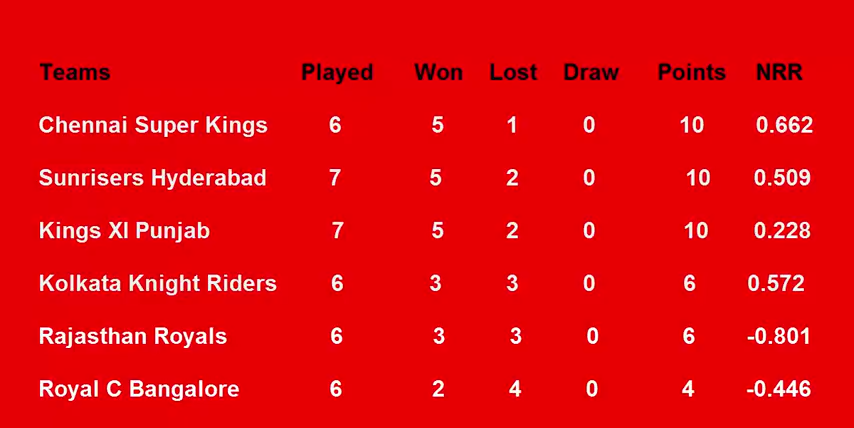 Teams Played Won Lost Draw Points NRR
Chennai Super Kings 6 5 1 0 10 0.662
Sunrisers Hyderabad 7 5 2 0 10 0.509
Kings XI Punjab 7 5 2 0 10 0.228
Kolkata Knight Riders 6 3 3 0 6 0.572
Rajasthan Royals 6 3 3 0 6 -0.801
Royal C Bangalore 6 2 4 0 4 -0.446